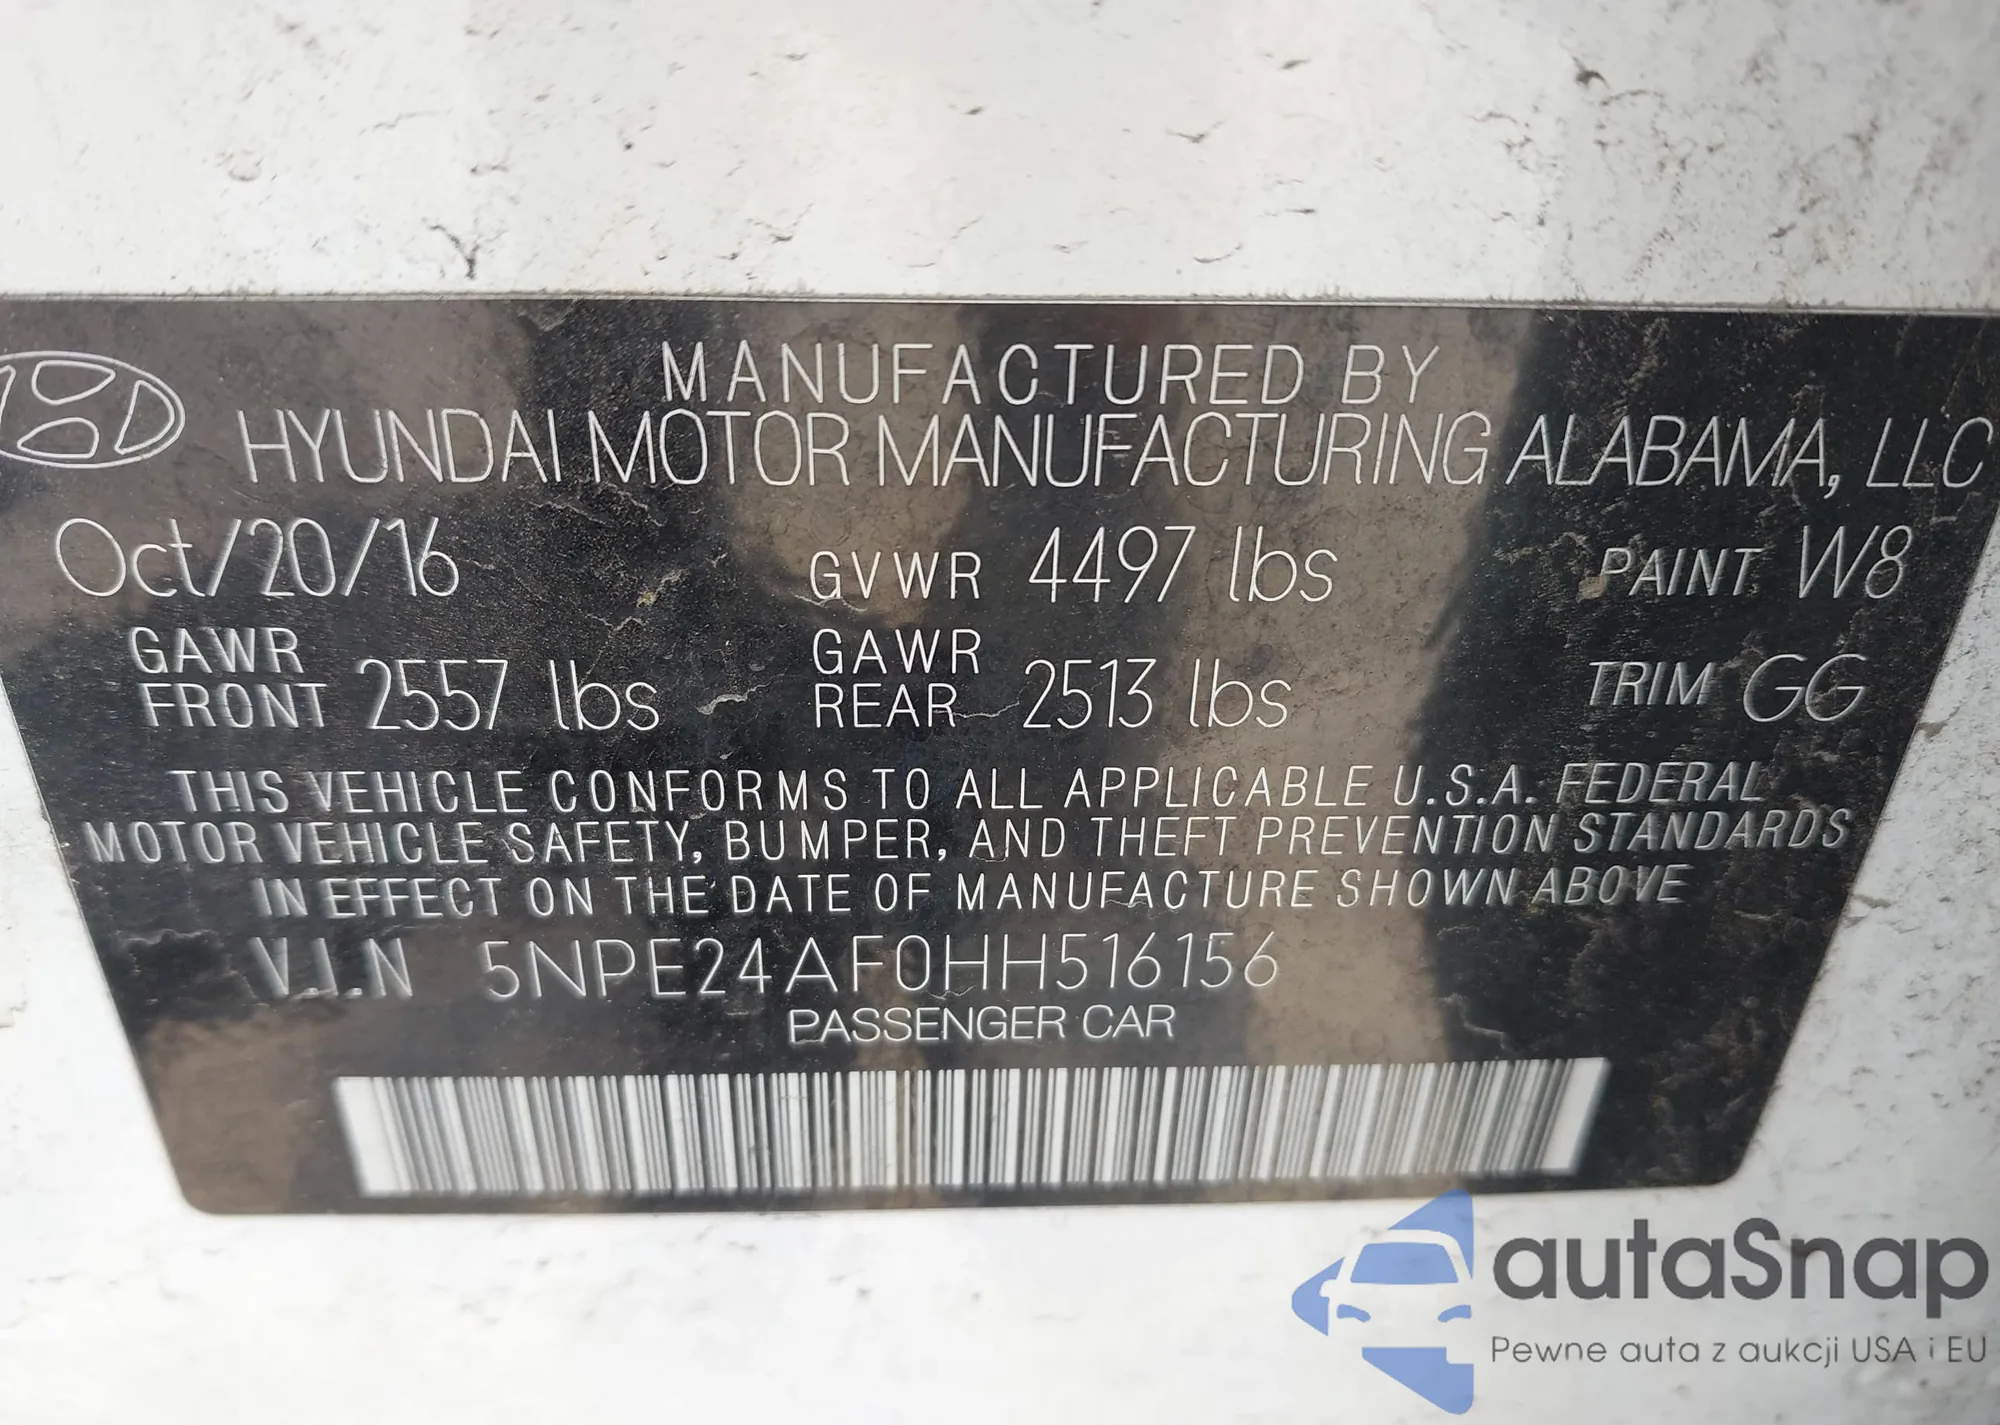 MANUFACTURED BY
HYUNDAI MOTOR MANUFACTURING ALABAMA, LLC
Oct/20/16 GVWR 4497 lbs PAINT W8
GAWR FRONT 2557 lbs GAWR REAR 2513 lbs TRIM GG
THIS VEHICLE CONFORMS TO ALL APPLICABLE U.S.A. FEDERAL
MOTOR VEHICLE SAFETY, BUMPER, AND THEFT PREVENTION STANDARDS
IN EFFECT ON THE DATE OF MANUFACTURE SHOWN ABOVE
V.I.N 5NPE24AF0HH516156
PASSENGER CAR
autaSnap
Pewne auta z aukcji USA i EU